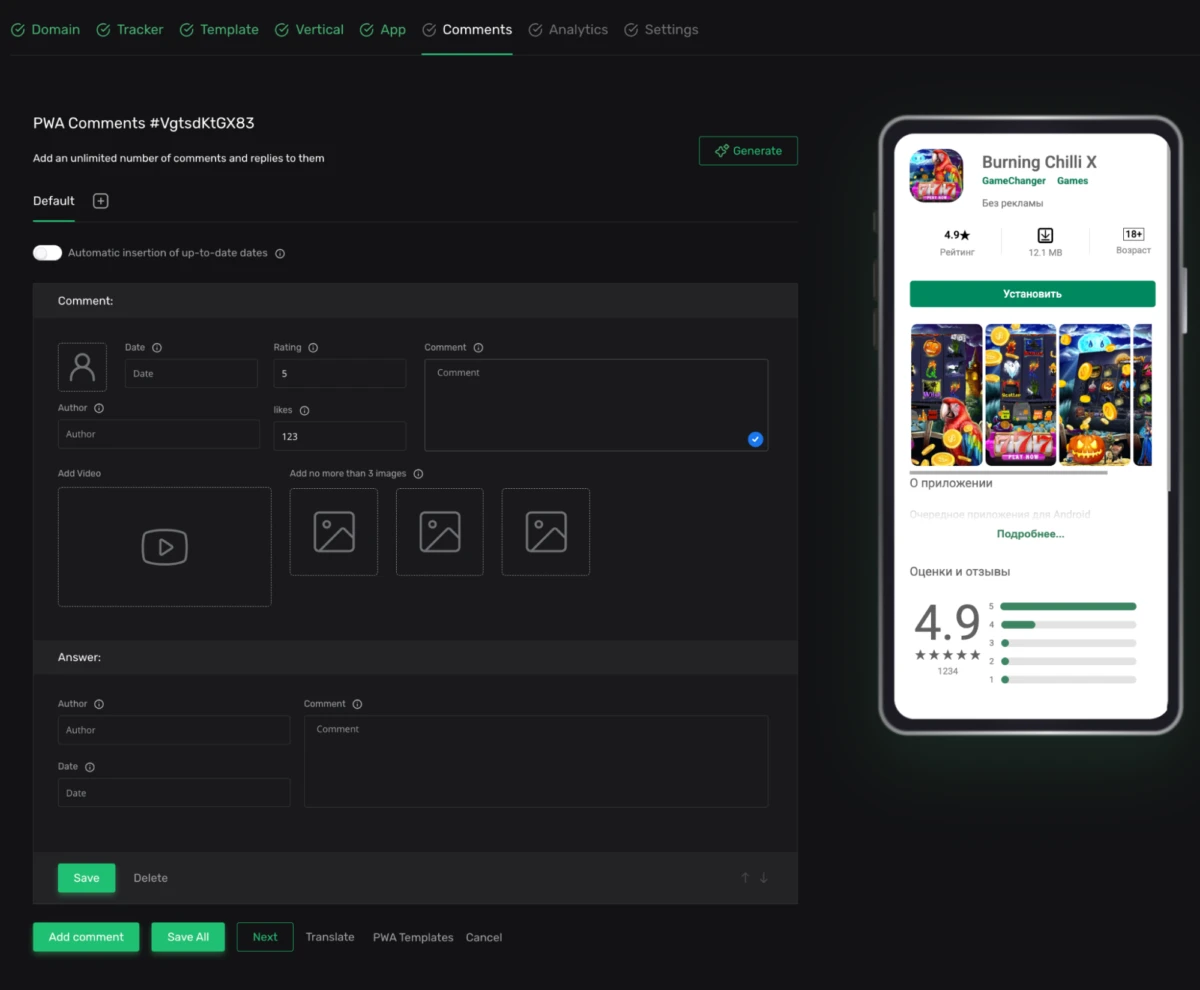 Domain Tracker Template Vertical App Comments Analytics Settings
PWA Comments #VgtsdKtGX83
Add an unlimited number of comments and replies to them
Generate
Default
Automatic insertion of up-to-date dates
Comment:
Date
Rating
Comment
Date
5
Comment
Author
likes
Author
123
Add Video
Add no more than 3 images
Answer:
Author
Comment
Author
Comment
Date
Date
Save
Delete
Add comment
Save All
Next
Translate
PWA Templates
Cancel
Burning Chilli X
GameChanger Games
Без рекламы
4.9★
18+
Рейтинг
12.1 MB
Возраст
Установить
О приложении
Очередное приложения для Android
Подробнее...
Оценки и отзывы
4.9
1234
5
4
3
2
1